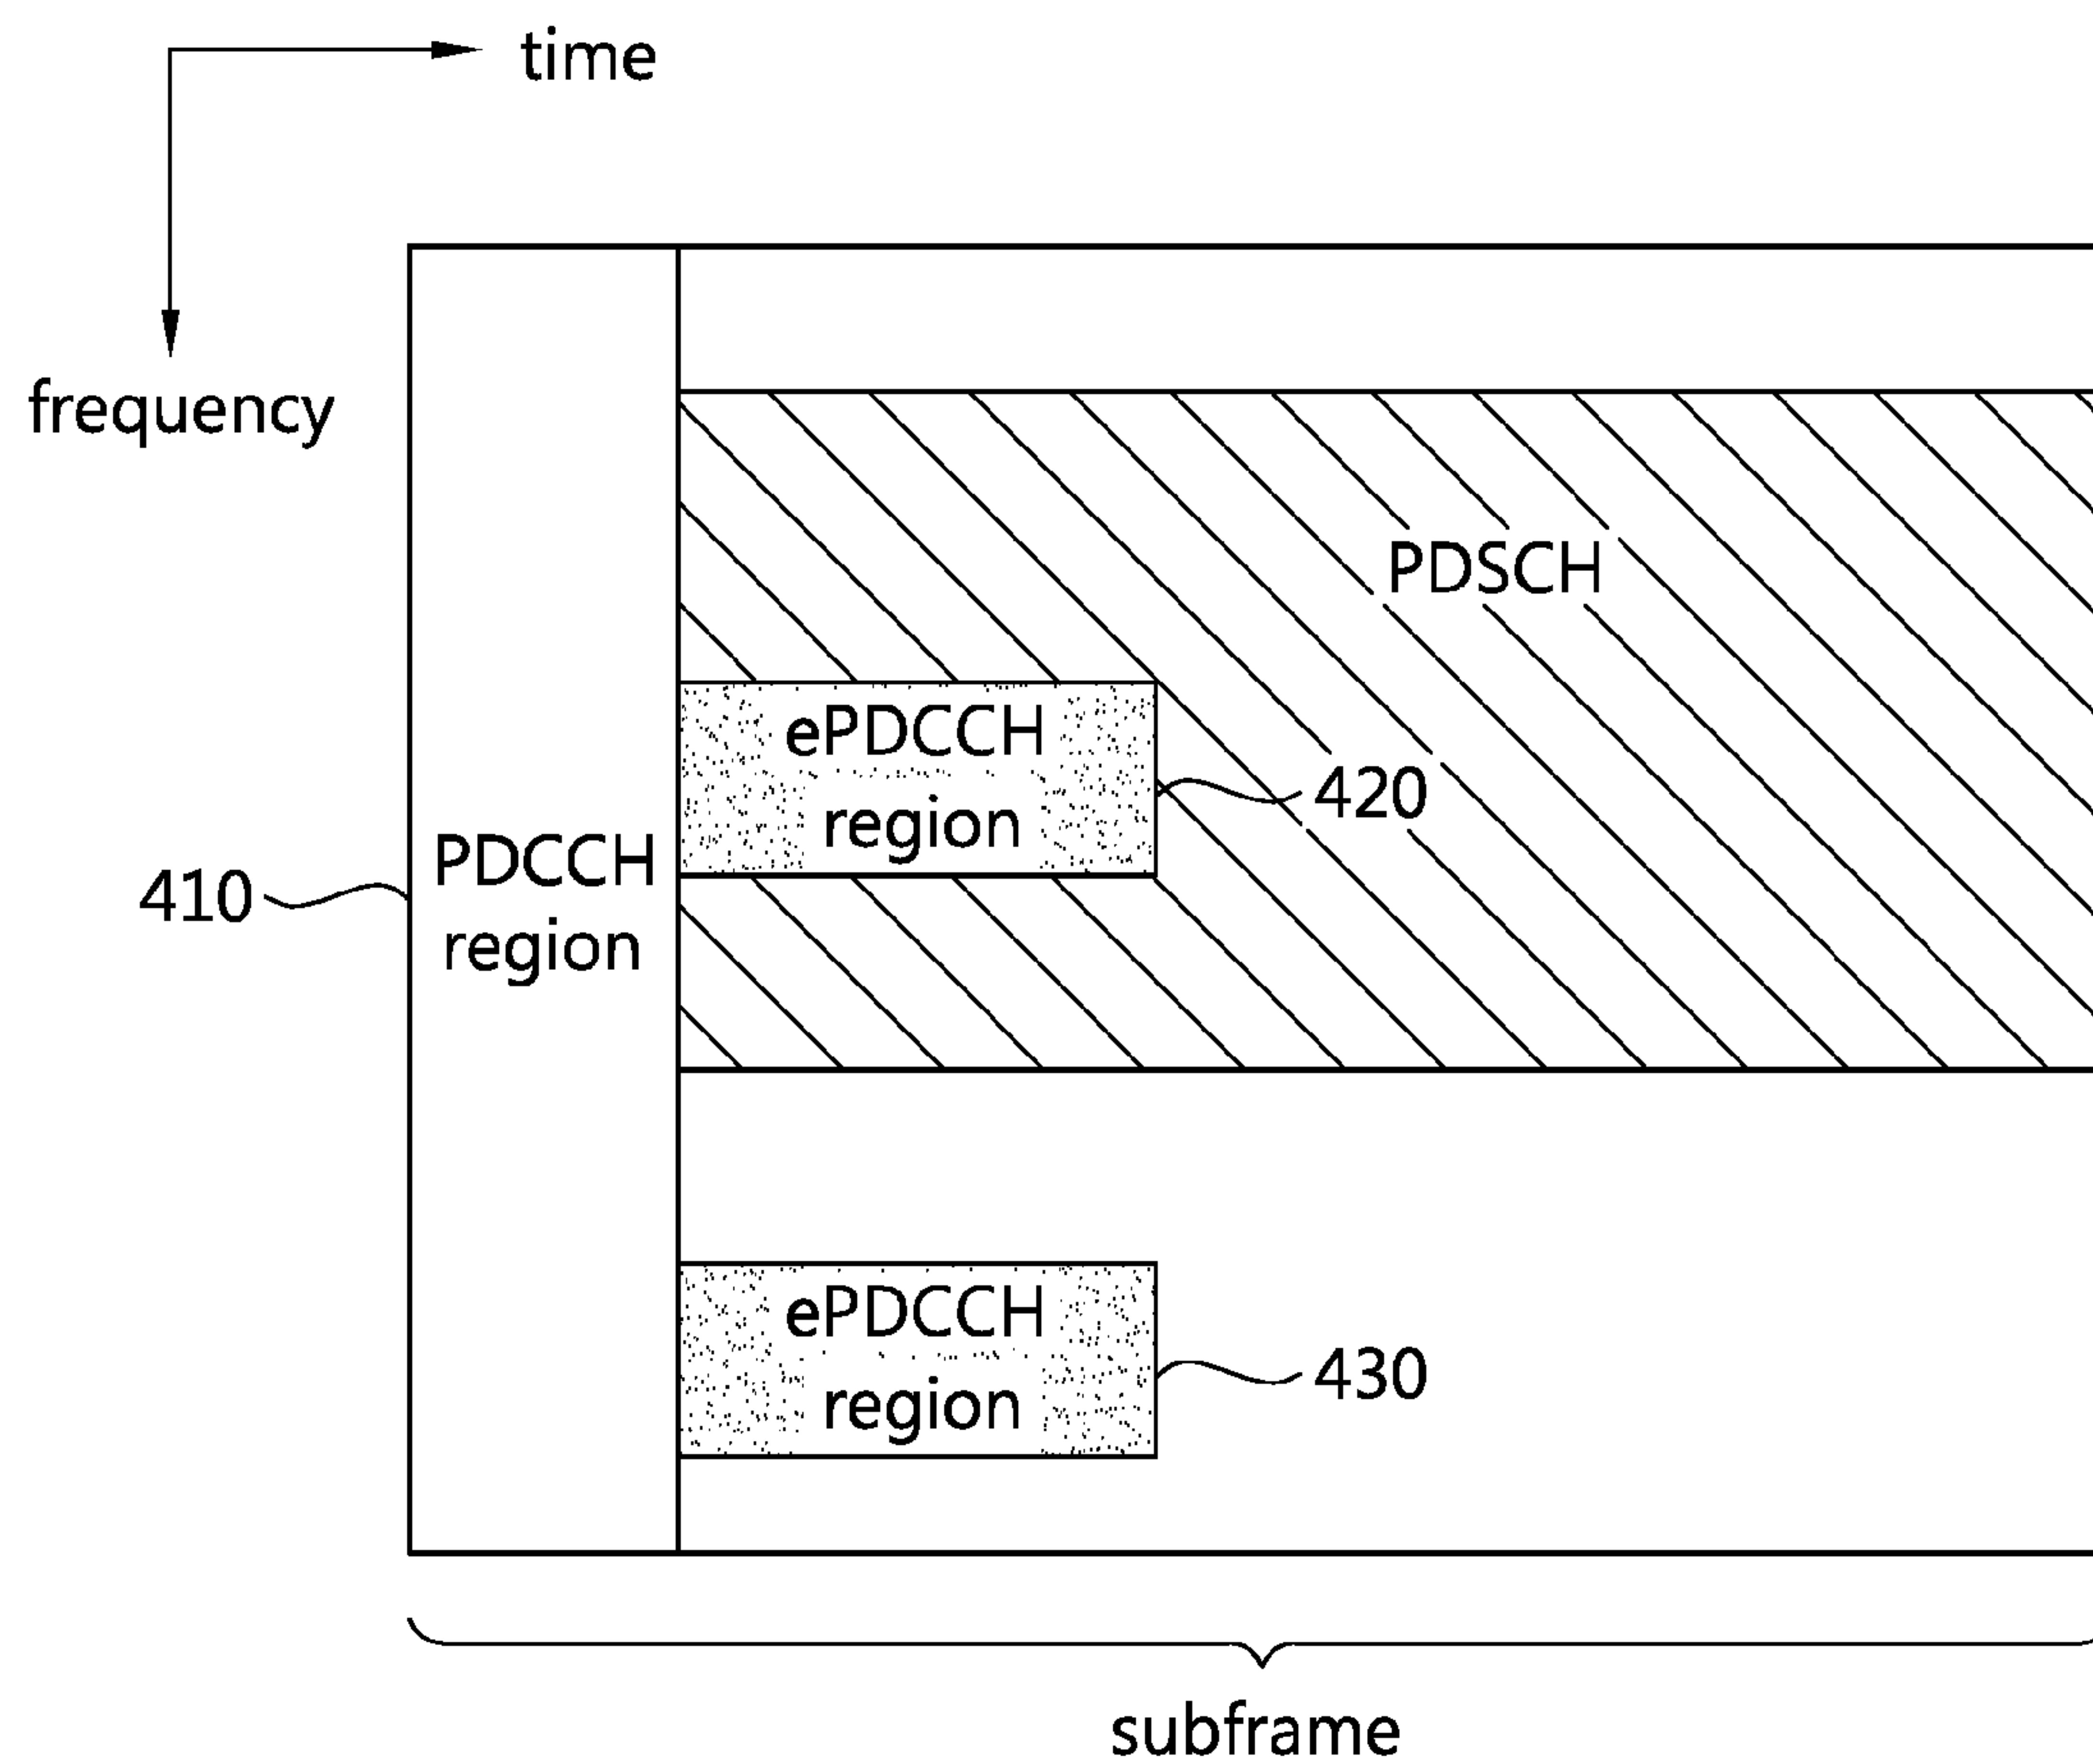 time
frequency
PDSCH
ePDCCH
region
420
PDCCH
region
410
ePDCCH
region
430
subframe